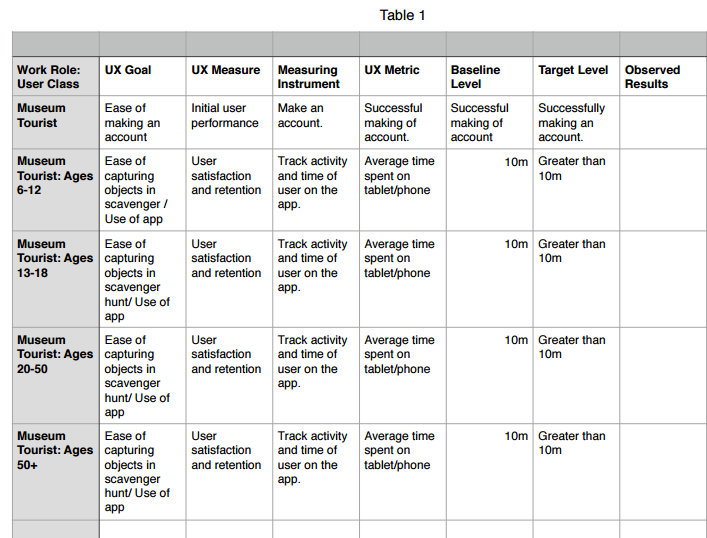 Table 1
Work Role: User Class | UX Goal | UX Measure | Measuring Instrument | UX Metric | Baseline Level | Target Level | Observed Results
Museum Tourist | Ease of making an account | Initial user performance | Make an account. | Successful making of account. | Successful making of account | Successfully making an account.
Museum Tourist: Ages 6-12 | Ease of capturing objects in scavenger / Use of app | User satisfaction and retention | Track activity and time of user on the app. | Average time spent on tablet/phone | 10m | Greater than 10m
Museum Tourist: Ages 13-18 | Ease of capturing objects in scavenger hunt/ Use of app | User satisfaction and retention | Track activity and time of user on the app. | Average time spent on tablet/phone | 10m | Greater than 10m
Museum Tourist: Ages 20-50 | Ease of capturing objects in scavenger hunt/ Use of app | User satisfaction and retention | Track activity and time of user on the app. | Average time spent on tablet/phone | 10m | Greater than 10m
Museum Tourist: Ages 50+ | Ease of capturing objects in scavenger hunt/ Use of app | User satisfaction and retention | Track activity and time of user on the app. | Average time spent on tablet/phone | 10m | Greater than 10m